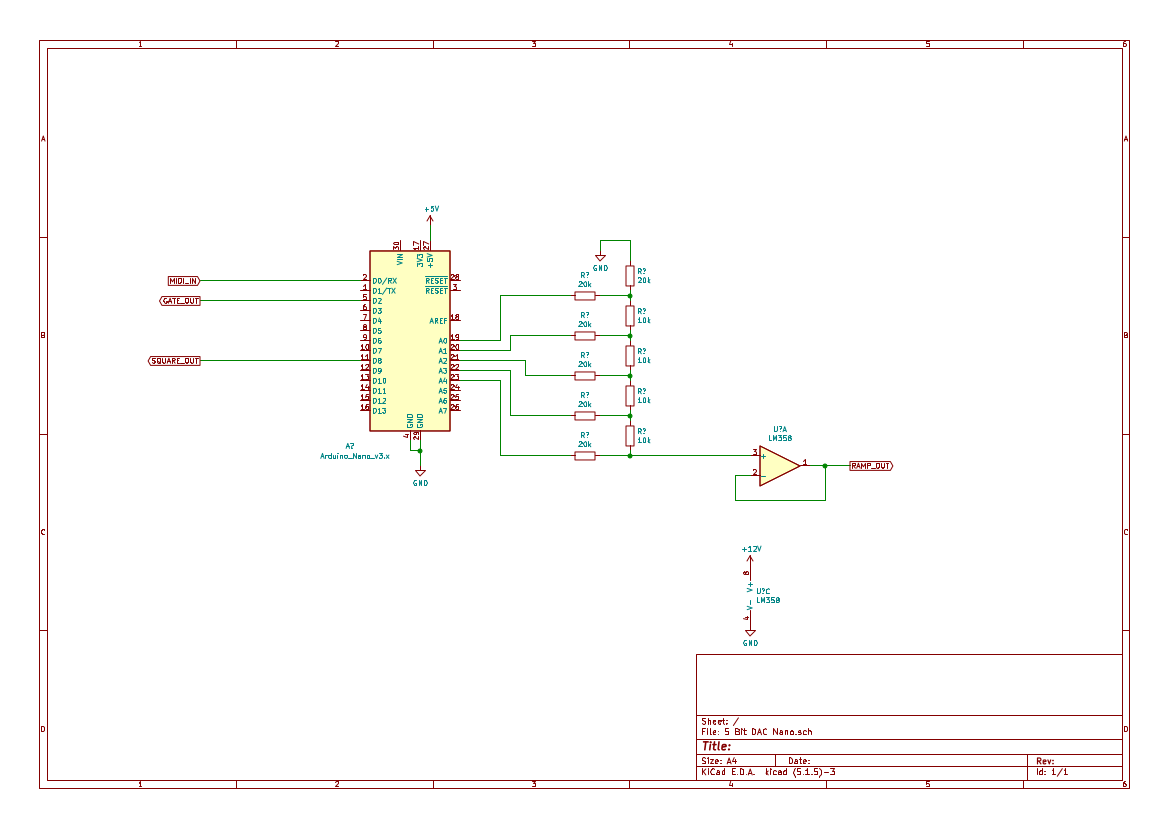 1 2 3 4 5 6
A A
+5V
30 17 27
VIN 3V3 +5V
GND
R? 20k
R? 20k
MIDI_IN 2 D0/RX RESET 28
1 D1/TX RESET 3
GATE_OUT 5 D2
6 D3
7 D4 AREF 18
8 D5
9 D6 A0 19
10 D7 A1 20
SQUARE_OUT 11 D8 A2 21
12 D9 A3 22
13 D10 A4 23
14 D11 A5 24
15 D12 A6 25
16 D13 A7 26
GND GND
4 29
A?
Arduino_Nano_v3.x
GND
R? 10k
R? 20k
R? 10k
R? 20k
R? 10k
R? 20k
R? 10k
R? 20k
B B
U?A
LM358
3 +
2 -
1
RAMP_OUT
C C
+12V
8
V+
U?C
LM358
V-
4
GND
D D
Sheet: /
File: 5 Bit DAC Nano.sch
Title:
Size: A4 Date: Rev:
KiCad E.D.A. kicad (5.1.5)-3 Id: 1/1
1 2 3 4 5 6